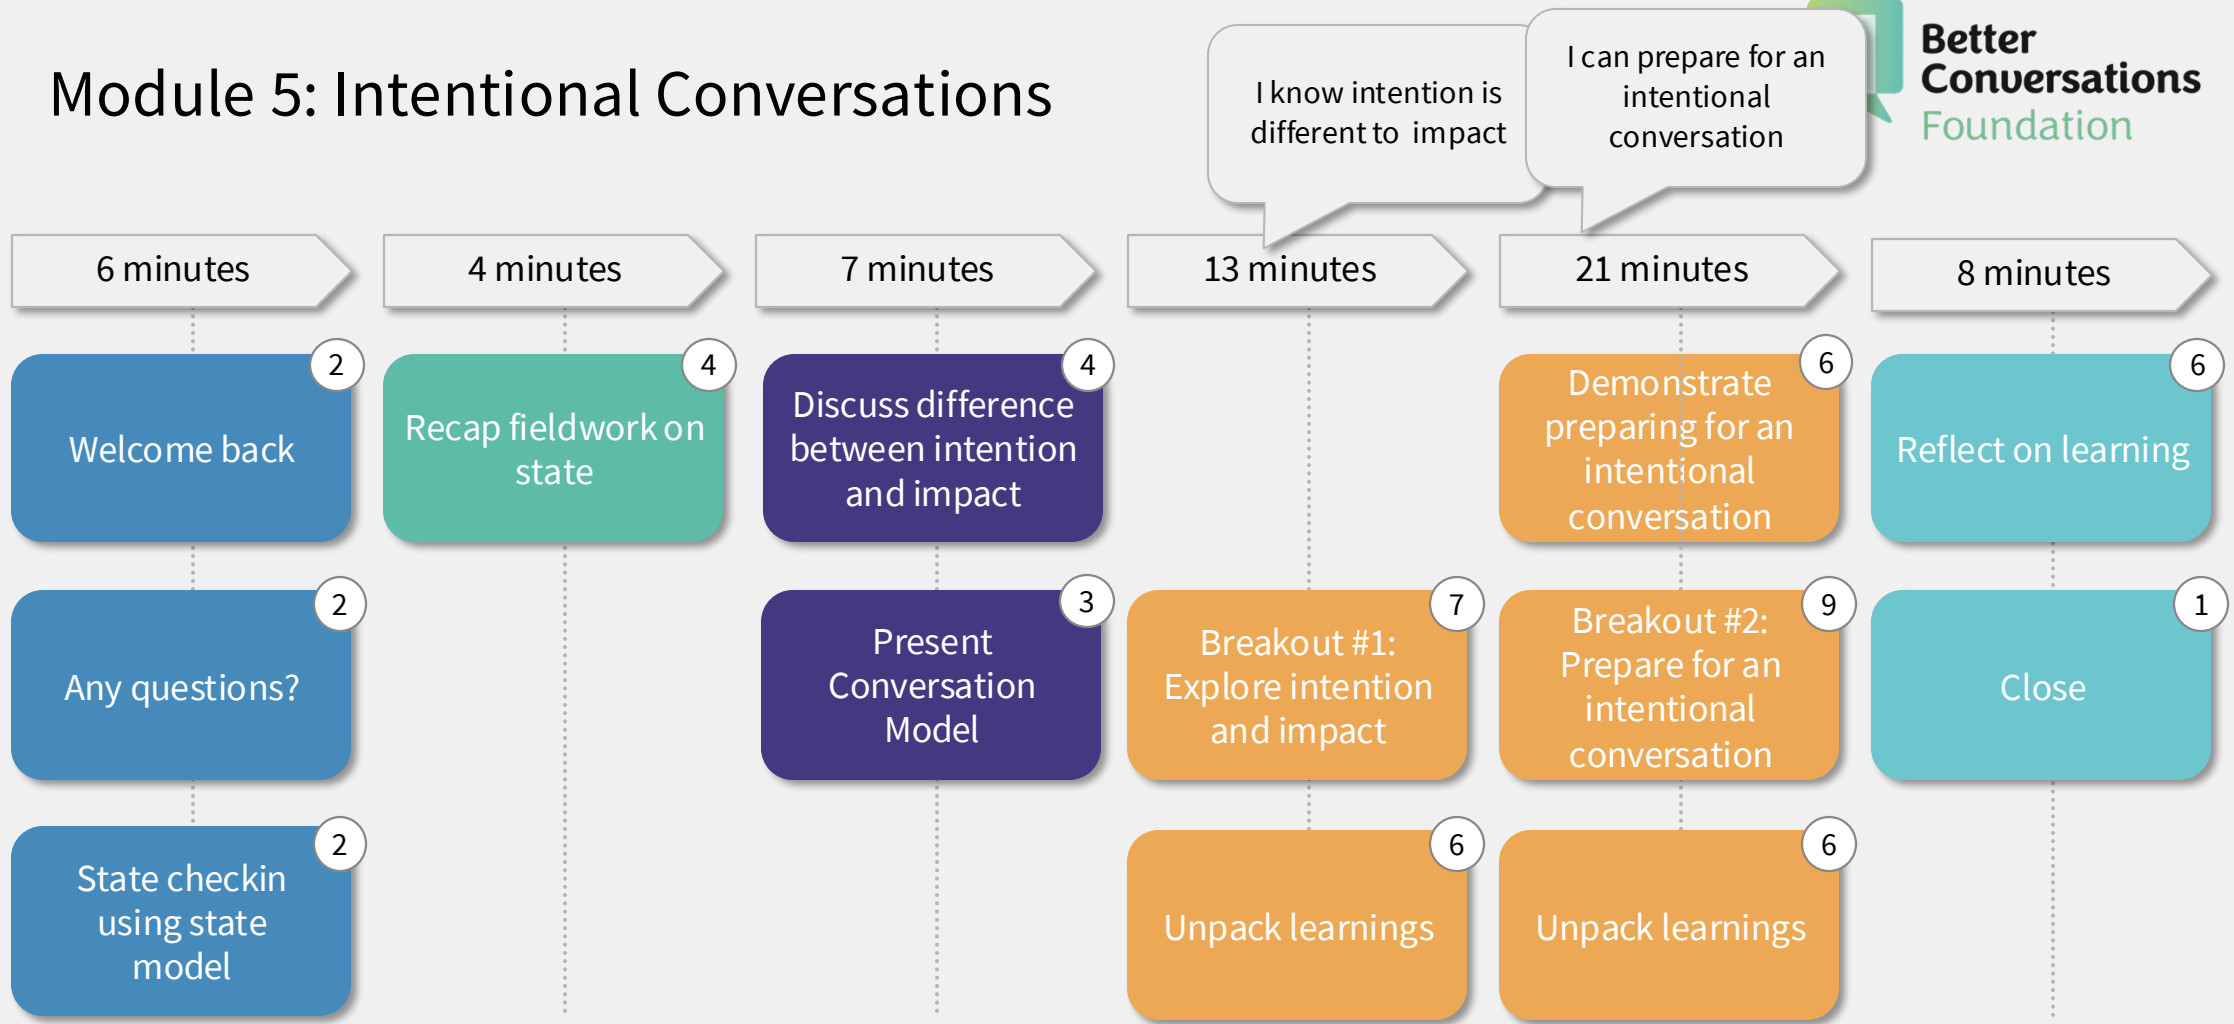 Module 5: Intentional Conversations
I know intention is
different to impact
I can prepare for an
intentional
conversation
Better
Conversations
Foundation
6 minutes
4 minutes
7 minutes
13 minutes
21 minutes
8 minutes
2
Welcome back
2
Any questions?
2
State checkin
using state
model
4
Recap fieldwork on
state
4
Discuss difference
between intention
and impact
3
Present
Conversation
Model
7
Breakout #1:
Explore intention
and impact
6
Unpack learnings
6
Demonstrate
preparing for an
intentional
conversation
9
Breakout #2:
Prepare for an
intentional
conversation
6
Unpack learnings
6
Reflect on learning
1
Close